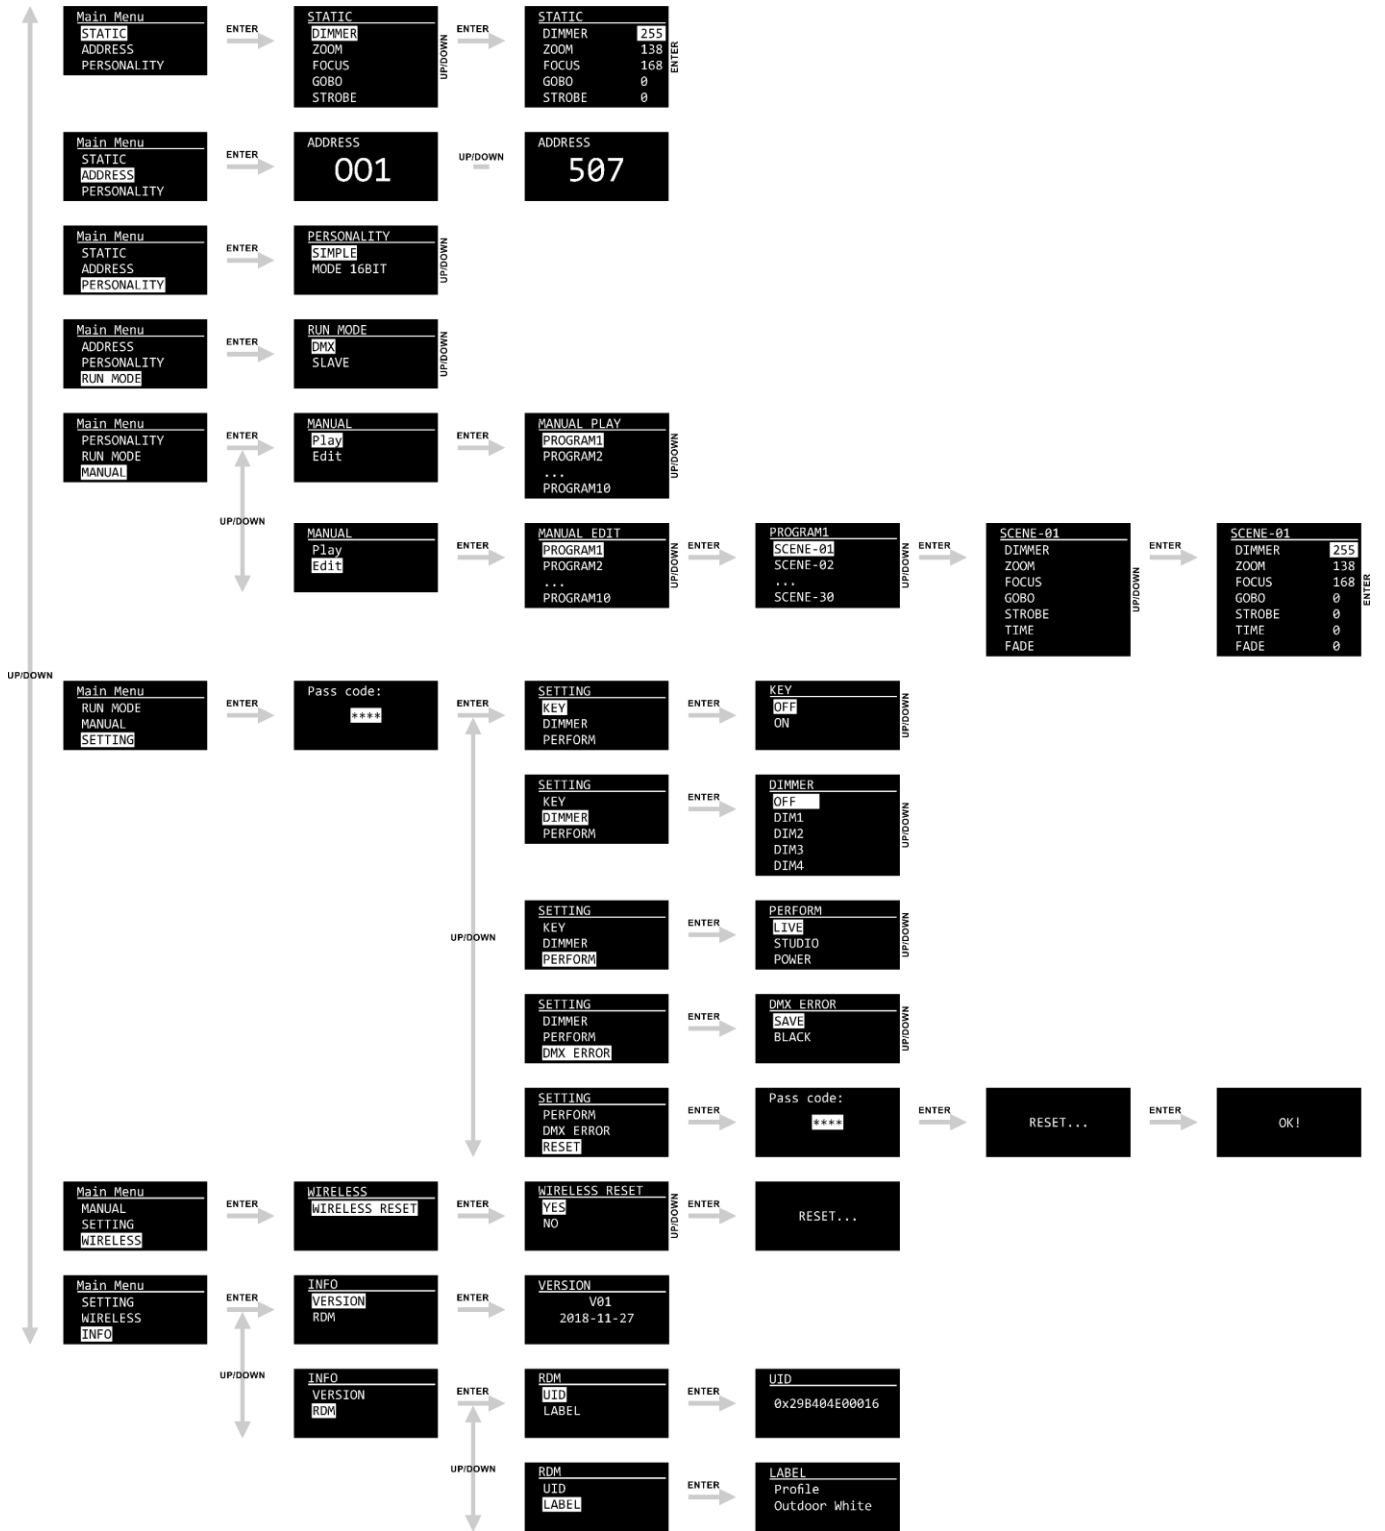 Main Menu
STATIC
ADDRESS
PERSONALITY
ENTER
STATIC
DIMMER
ZOOM
FOCUS
GOBO
STROBE
UP/DOWN
ENTER
STATIC
DIMMER 255
ZOOM 138
FOCUS 168
GOBO 0
STROBE 0
ENTER
Main Menu
STATIC
ADDRESS
PERSONALITY
ENTER
ADDRESS
001
UP/DOWN
ADDRESS
507
Main Menu
STATIC
ADDRESS
PERSONALITY
ENTER
PERSONALITY
SIMPLE
MODE 16BIT
UP/DOWN
Main Menu
ADDRESS
PERSONALITY
RUN MODE
ENTER
RUN MODE
DMX
SLAVE
UP/DOWN
Main Menu
PERSONALITY
RUN MODE
MANUAL
ENTER
UP/DOWN
MANUAL
Play
Edit
ENTER
MANUAL PLAY
PROGRAM1
PROGRAM2
...
PROGRAM10
UP/DOWN
MANUAL
Play
Edit
ENTER
MANUAL EDIT
PROGRAM1
PROGRAM2
...
PROGRAM10
UP/DOWN
ENTER
PROGRAM1
SCENE-01
SCENE-02
...
SCENE-30
UP/DOWN
ENTER
SCENE-01
DIMMER
ZOOM
FOCUS
GOBO
STROBE
TIME
FADE
UP/DOWN
ENTER
SCENE-01
DIMMER 255
ZOOM 138
FOCUS 168
GOBO 0
STROBE 0
TIME 0
FADE 0
ENTER
UP/DOWN
Main Menu
RUN MODE
MANUAL
SETTING
ENTER
Pass code:
****
ENTER
UP/DOWN
SETTING
KEY
DIMMER
PERFORM
ENTER
KEY
OFF
ON
UP/DOWN
SETTING
KEY
DIMMER
PERFORM
ENTER
DIMMER
OFF
DIM1
DIM2
DIM3
DIM4
UP/DOWN
SETTING
KEY
DIMMER
PERFORM
ENTER
PERFORM
LIVE
STUDIO
POWER
UP/DOWN
SETTING
DIMMER
PERFORM
DMX ERROR
ENTER
DMX ERROR
SAVE
BLACK
UP/DOWN
SETTING
PERFORM
DMX ERROR
RESET
ENTER
Pass code:
****
ENTER
RESET...
ENTER
OK!
Main Menu
MANUAL
SETTING
WIRELESS
ENTER
WIRELESS
WIRELESS RESET
ENTER
WIRELESS RESET
YES
NO
UP/DOWN
ENTER
RESET...
Main Menu
SETTING
WIRELESS
INFO
ENTER
UP/DOWN
INFO
VERSION
RDM
ENTER
VERSION
V01
2018-11-27
INFO
VERSION
RDM
ENTER
UP/DOWN
RDM
UID
LABEL
ENTER
UID
0x29B404E00016
RDM
UID
LABEL
ENTER
LABEL
Profile
Outdoor White